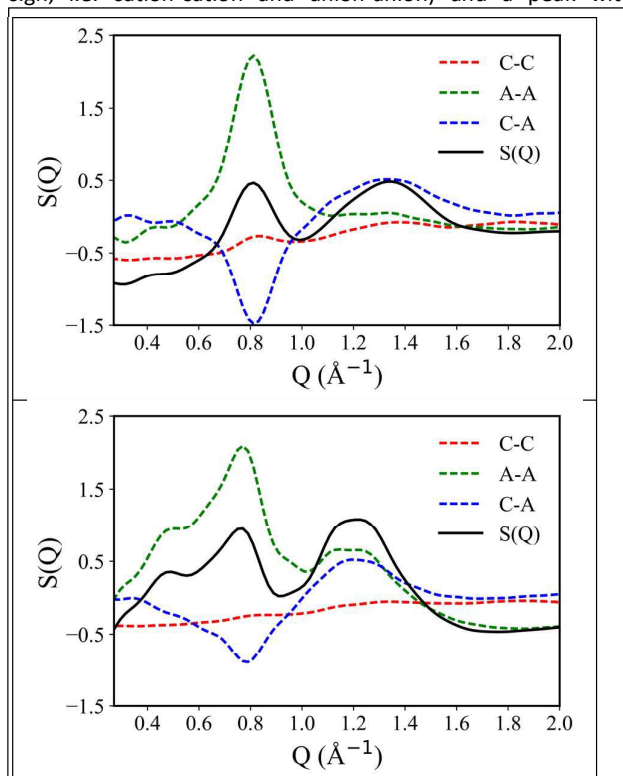 sign, i.e. cation-cation and anion-anion) and a peak wit
2.5
1.5
0.5
−0.5
−1.5
S(Q)
C-C
A-A
C-A
S(Q)
0.4 0.6 0.8 1.0 1.2 1.4 1.6 1.8 2.0
Q (Å⁻¹)
2.5
1.5
0.5
−0.5
−1.5
S(Q)
C-C
A-A
C-A
S(Q)
0.4 0.6 0.8 1.0 1.2 1.4 1.6 1.8 2.0
Q (Å⁻¹)